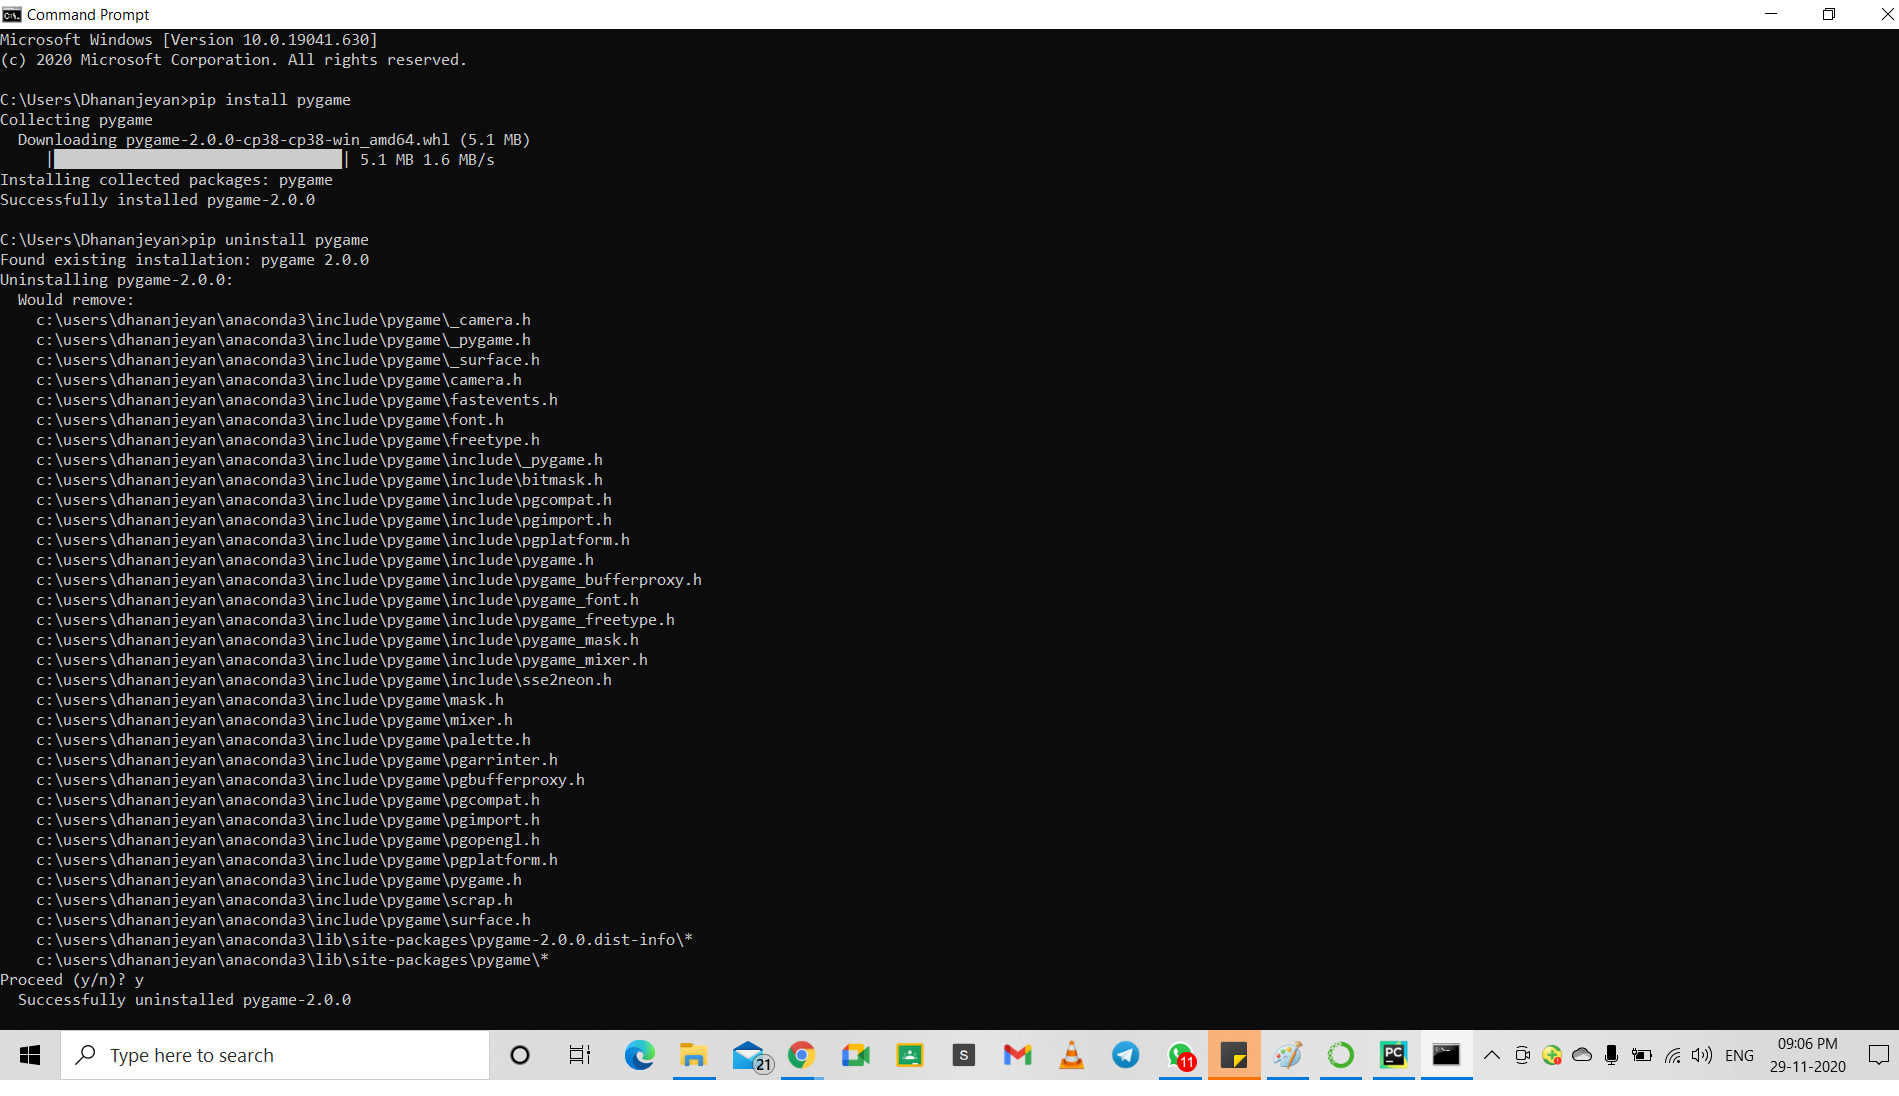 Command Prompt
Microsoft Windows [Version 10.0.19041.630]
(c) 2020 Microsoft Corporation. All rights reserved.
C:\Users\Dhananjeyan>pip install pygame
Collecting pygame
Downloading pygame-2.0.0-cp38-cp38-win_amd64.whl (5.1 MB)
| | 5.1 MB 1.6 MB/s
Installing collected packages: pygame
Successfully installed pygame-2.0.0
C:\Users\Dhananjeyan>pip uninstall pygame
Found existing installation: pygame 2.0.0
Uninstalling pygame-2.0.0:
Would remove:
c:\users\dhananjeyan\anaconda3\include\pygame\_camera.h
c:\users\dhananjeyan\anaconda3\include\pygame\_pygame.h
c:\users\dhananjeyan\anaconda3\include\pygame\_surface.h
c:\users\dhananjeyan\anaconda3\include\pygame\camera.h
c:\users\dhananjeyan\anaconda3\include\pygame\fastevents.h
c:\users\dhananjeyan\anaconda3\include\pygame\font.h
c:\users\dhananjeyan\anaconda3\include\pygame\freetype.h
c:\users\dhananjeyan\anaconda3\include\pygame\include\_pygame.h
c:\users\dhananjeyan\anaconda3\include\pygame\include\bitmask.h
c:\users\dhananjeyan\anaconda3\include\pygame\include\pgcompat.h
c:\users\dhananjeyan\anaconda3\include\pygame\include\pgimport.h
c:\users\dhananjeyan\anaconda3\include\pygame\include\pgplatform.h
c:\users\dhananjeyan\anaconda3\include\pygame\include\pygame.h
c:\users\dhananjeyan\anaconda3\include\pygame\include\pygame_bufferproxy.h
c:\users\dhananjeyan\anaconda3\include\pygame\include\pygame_font.h
c:\users\dhananjeyan\anaconda3\include\pygame\include\pygame_freetype.h
c:\users\dhananjeyan\anaconda3\include\pygame\include\pygame_mask.h
c:\users\dhananjeyan\anaconda3\include\pygame\include\pygame_mixer.h
c:\users\dhananjeyan\anaconda3\include\pygame\include\sse2neon.h
c:\users\dhananjeyan\anaconda3\include\pygame\mask.h
c:\users\dhananjeyan\anaconda3\include\pygame\mixer.h
c:\users\dhananjeyan\anaconda3\include\pygame\palette.h
c:\users\dhananjeyan\anaconda3\include\pygame\pgarrinter.h
c:\users\dhananjeyan\anaconda3\include\pygame\pgbufferproxy.h
c:\users\dhananjeyan\anaconda3\include\pygame\pgcompat.h
c:\users\dhananjeyan\anaconda3\include\pygame\pgimport.h
c:\users\dhananjeyan\anaconda3\include\pygame\pgopengl.h
c:\users\dhananjeyan\anaconda3\include\pygame\pgplatform.h
c:\users\dhananjeyan\anaconda3\include\pygame\pygame.h
c:\users\dhananjeyan\anaconda3\include\pygame\scrap.h
c:\users\dhananjeyan\anaconda3\include\pygame\surface.h
c:\users\dhananjeyan\anaconda3\lib\site-packages\pygame-2.0.0.dist-info\*
c:\users\dhananjeyan\anaconda3\lib\site-packages\pygame\*
Proceed (y/n)? y
Successfully uninstalled pygame-2.0.0
Type here to search
21
S
11
PC
ENG
09:06 PM
29-11-2020